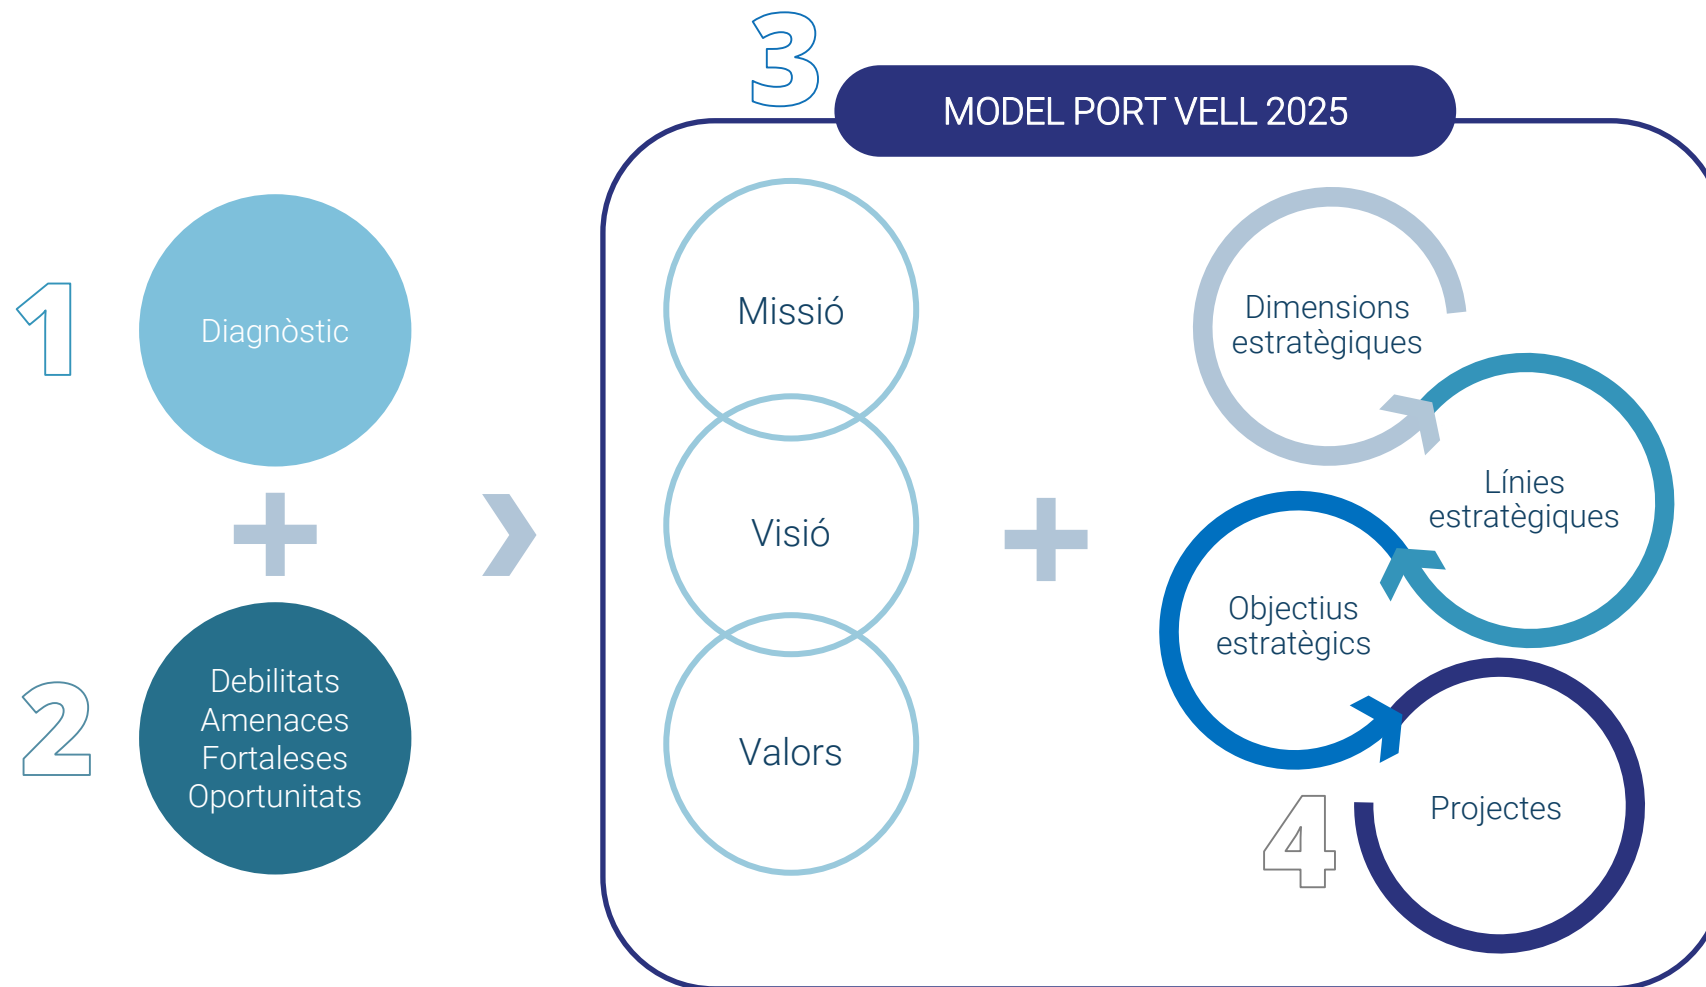 1
Diagnòstic
2
Debilitats
Amenaces
Fortaleses
Oportunitats
3
MODEL PORT VELL 2025
Missió
Visió
Valors
Dimensions
estratègiques
Línies
estratègiques
Objectius
estratègics
4
Projectes